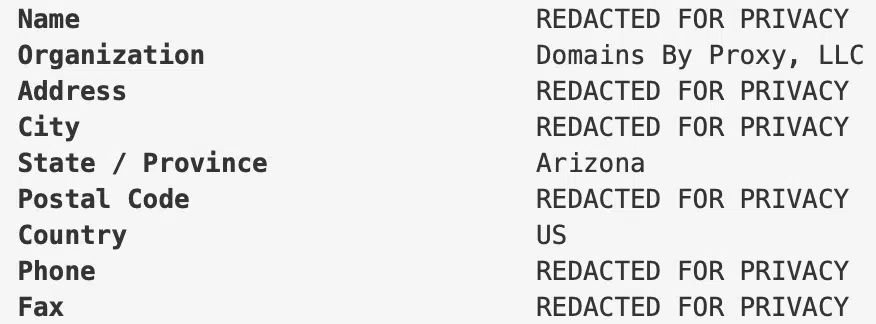 Name REDACTED FOR PRIVACY
Organization Domains By Proxy, LLC
Address REDACTED FOR PRIVACY
City REDACTED FOR PRIVACY
State / Province Arizona
Postal Code REDACTED FOR PRIVACY
Country US
Phone REDACTED FOR PRIVACY
Fax REDACTED FOR PRIVACY